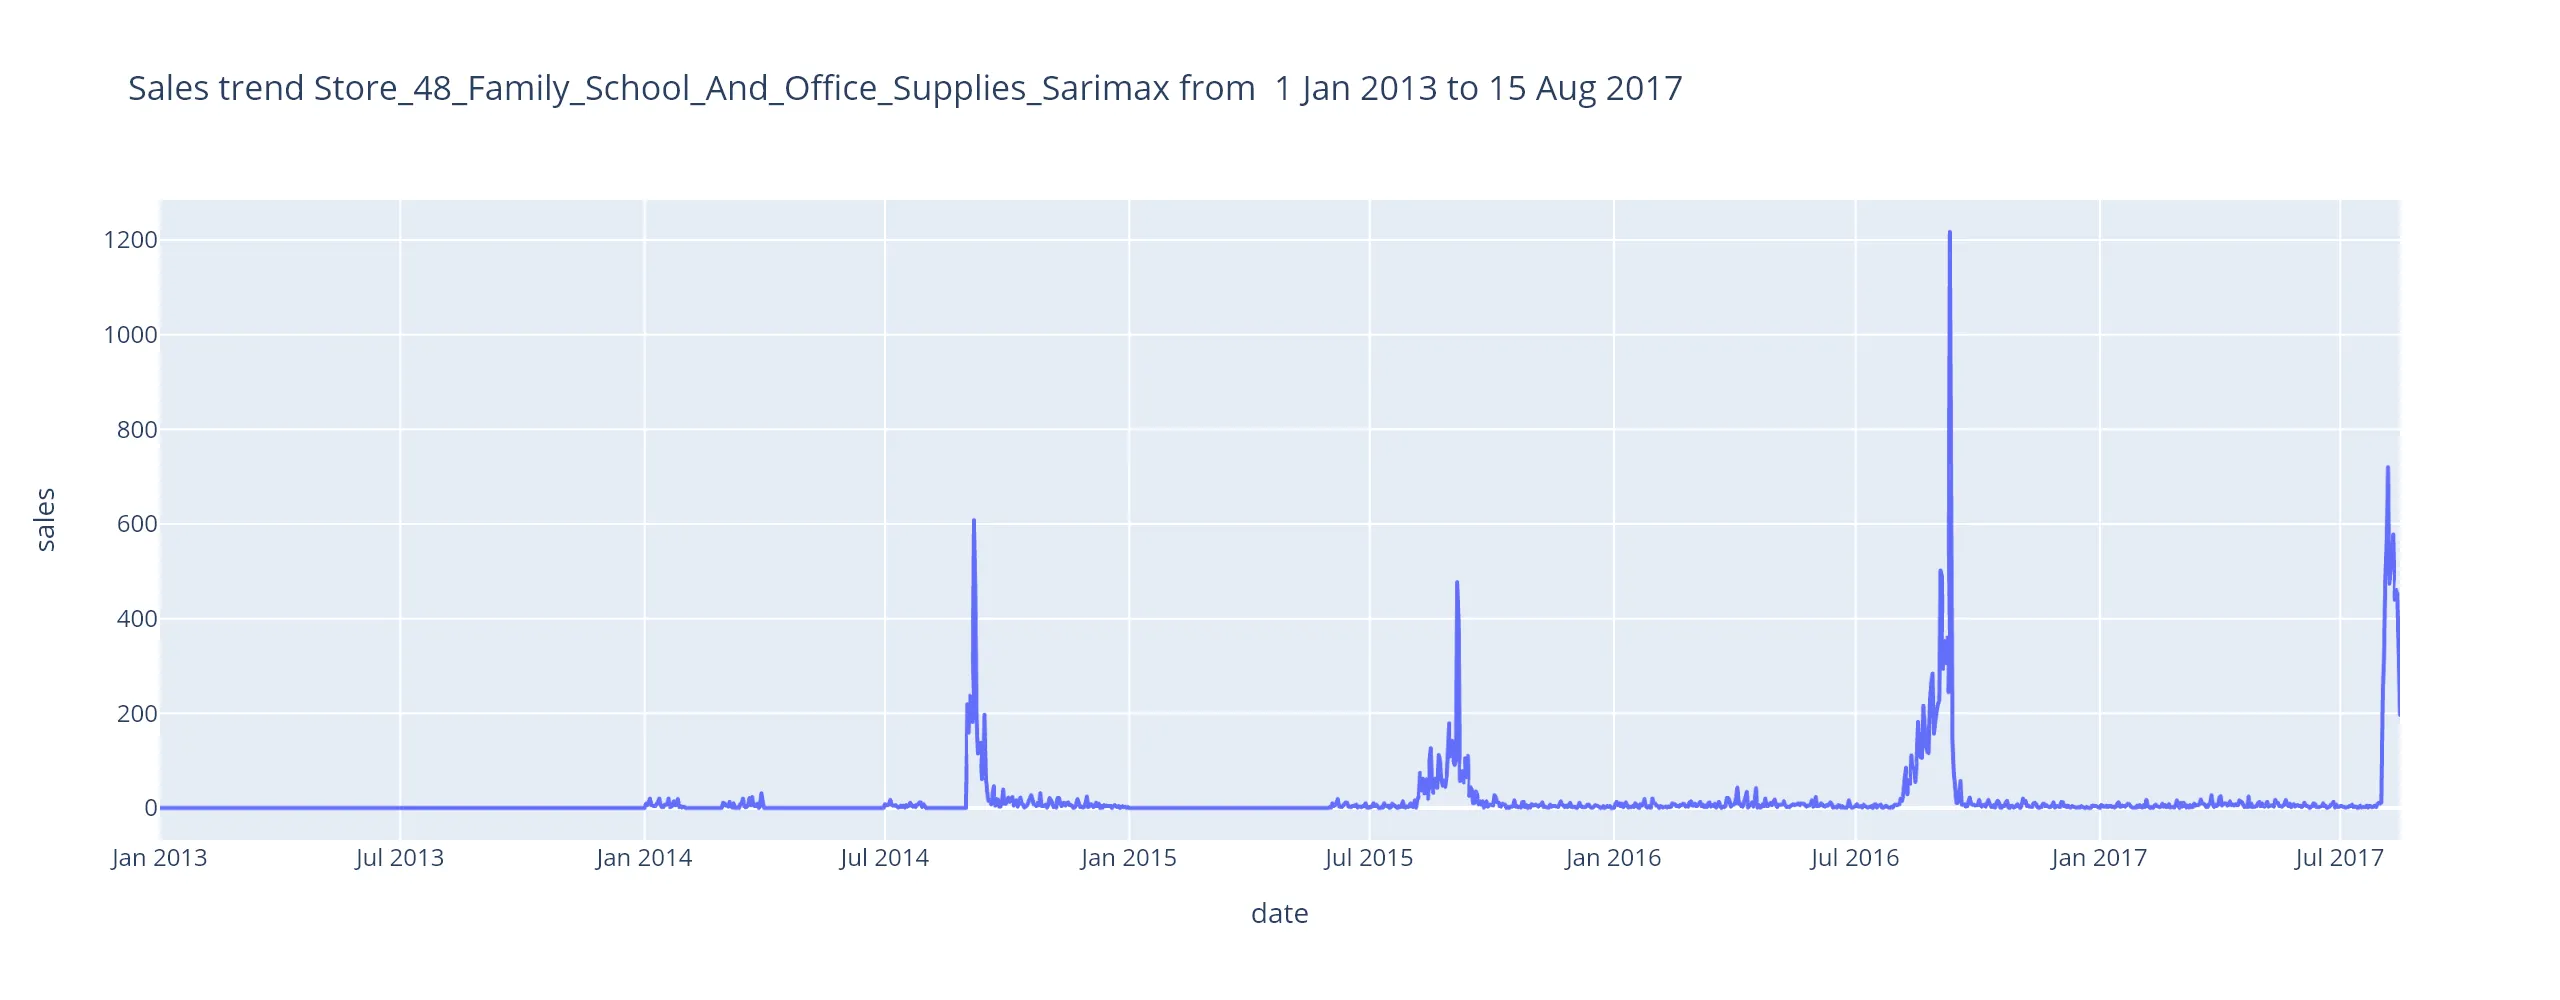 Sales trend Store_48_Family_School_And_Office_Supplies_Sarimax from  1 Jan 2013 to 15 Aug 2017
1200
1000
800
600
400
200
0
sales
Jan 2013 Jul 2013 Jan 2014 Jul 2014 Jan 2015 Jul 2015 Jan 2016 Jul 2016 Jan 2017 Jul 2017
date